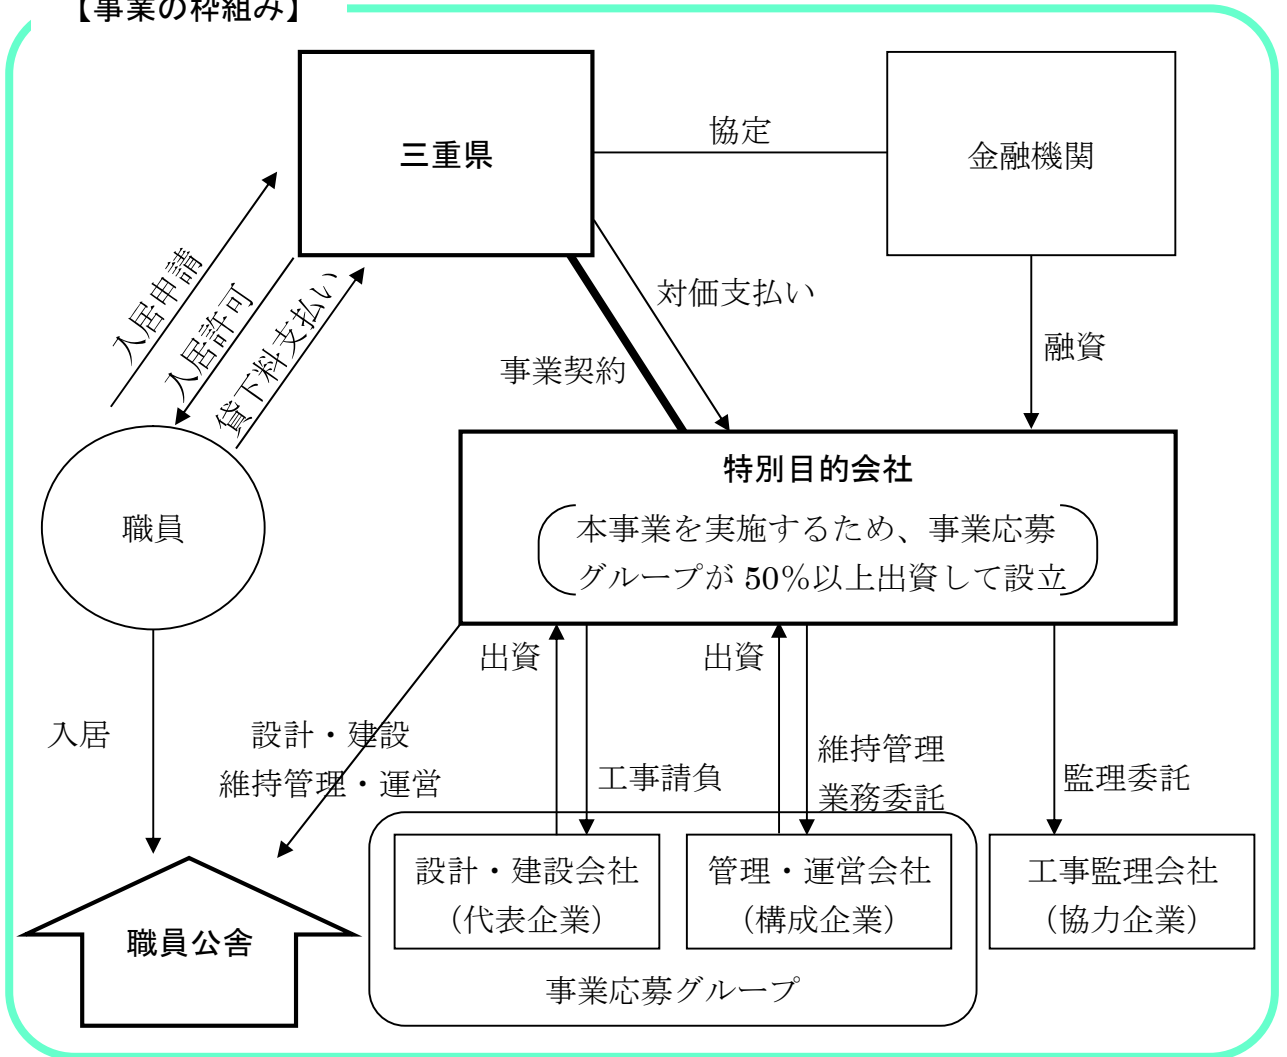 【事業の枠組み】
三重県
協定
金融機関
入居申請
入居許可
貸下料支払い
対価支払い
事業契約
融資
特別目的会社
本事業を実施するため、事業応募
グループが 50%以上出資して設立
職員
出資
出資
入居
設計・建設
維持管理・運営
工事請負
維持管理
業務委託
監理委託
設計・建設会社
(代表企業)
管理・運営会社
(構成企業)
工事監理会社
(協力企業)
職員公舎
事業応募グループ